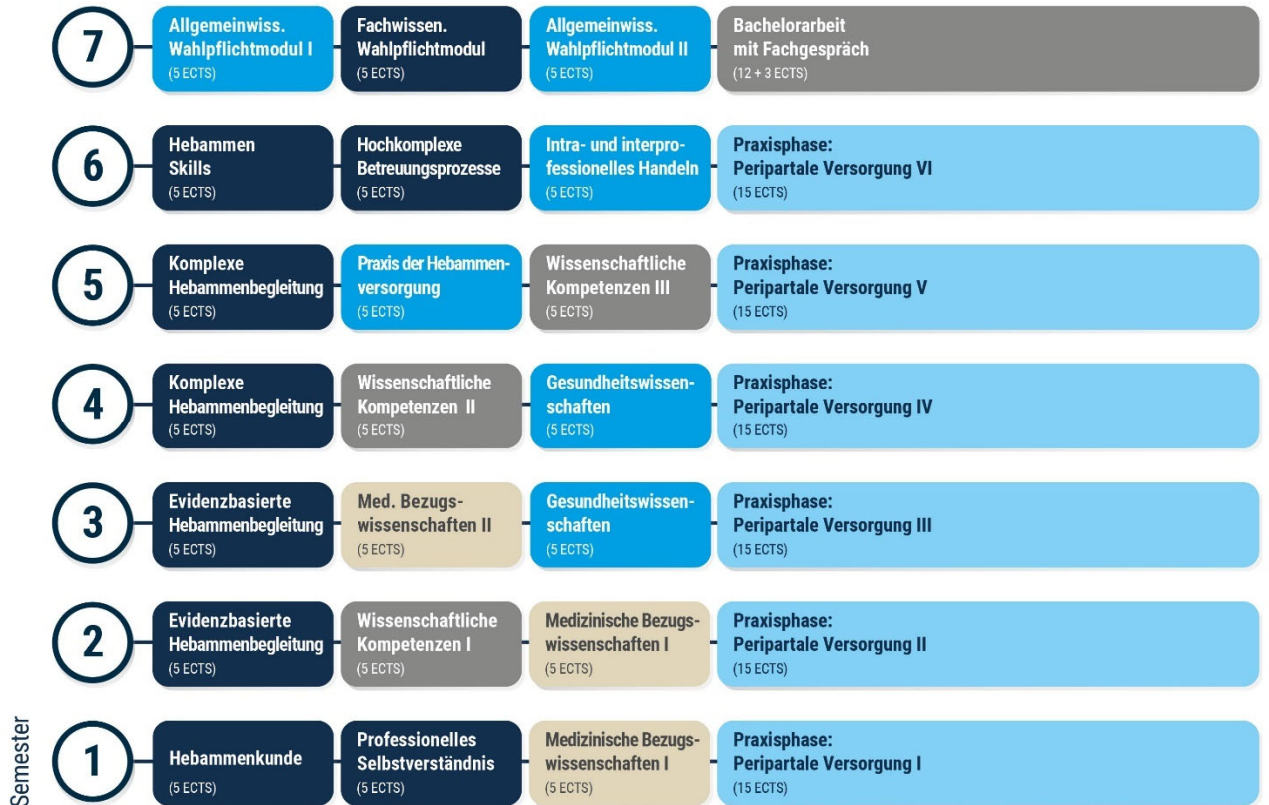 7
Allgemeinwiss.
Wahlpflichtmodul I
(5 ECTS)
Fachwissen.
Wahlpflichtmodul
(5 ECTS)
Allgemeinwiss.
Wahlpflichtmodul II
(5 ECTS)
Bachelorarbeit
mit Fachgespräch
(12 + 3 ECTS)
6
Hebammen
Skills
(5 ECTS)
Hochkomplexe
Betreuungsprozesse
(5 ECTS)
Intra- und interpro-
fessionelles Handeln
(5 ECTS)
Praxisphase:
Peripartale Versorgung VI
(15 ECTS)
5
Komplexe
Hebammenbegleitung
(5 ECTS)
Praxis der Hebammen-
versorgung
(5 ECTS)
Wissenschaftliche
Kompetenzen III
(5 ECTS)
Praxisphase:
Peripartale Versorgung V
(15 ECTS)
4
Komplexe
Hebammenbegleitung
(5 ECTS)
Wissenschaftliche
Kompetenzen II
(5 ECTS)
Gesundheitswissen-
schaften
(5 ECTS)
Praxisphase:
Peripartale Versorgung IV
(15 ECTS)
3
Evidenzbasierte
Hebammenbegleitung
(5 ECTS)
Med. Bezugs-
wissenschaften II
(5 ECTS)
Gesundheitswissen-
schaften
(5 ECTS)
Praxisphase:
Peripartale Versorgung III
(15 ECTS)
2
Evidenzbasierte
Hebammenbegleitung
(5 ECTS)
Wissenschaftliche
Kompetenzen I
(5 ECTS)
Medizinische Bezugs-
wissenschaften I
(5 ECTS)
Praxisphase:
Peripartale Versorgung II
(15 ECTS)
Semester
1
Hebammenkunde
(5 ECTS)
Professionelles
Selbstverständnis
(5 ECTS)
Medizinische Bezugs-
wissenschaften I
(5 ECTS)
Praxisphase:
Peripartale Versorgung I
(15 ECTS)